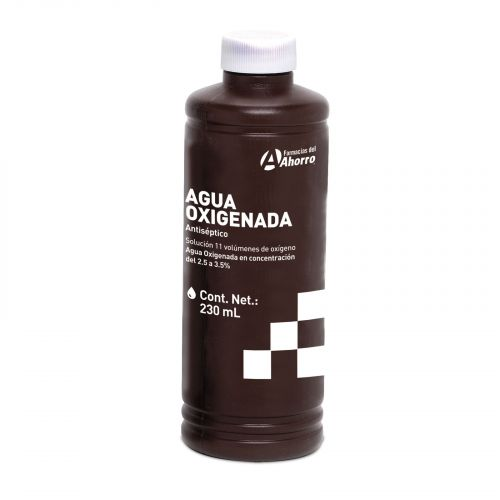 Farmacias del
Ahorro
AGUA
OXIGENADA
Antiséptico
Solución 11 volúmenes de oxígeno
Agua Oxigenada en concentración
del 2.5 a 3.5%
Cont. Net.:
230 mL